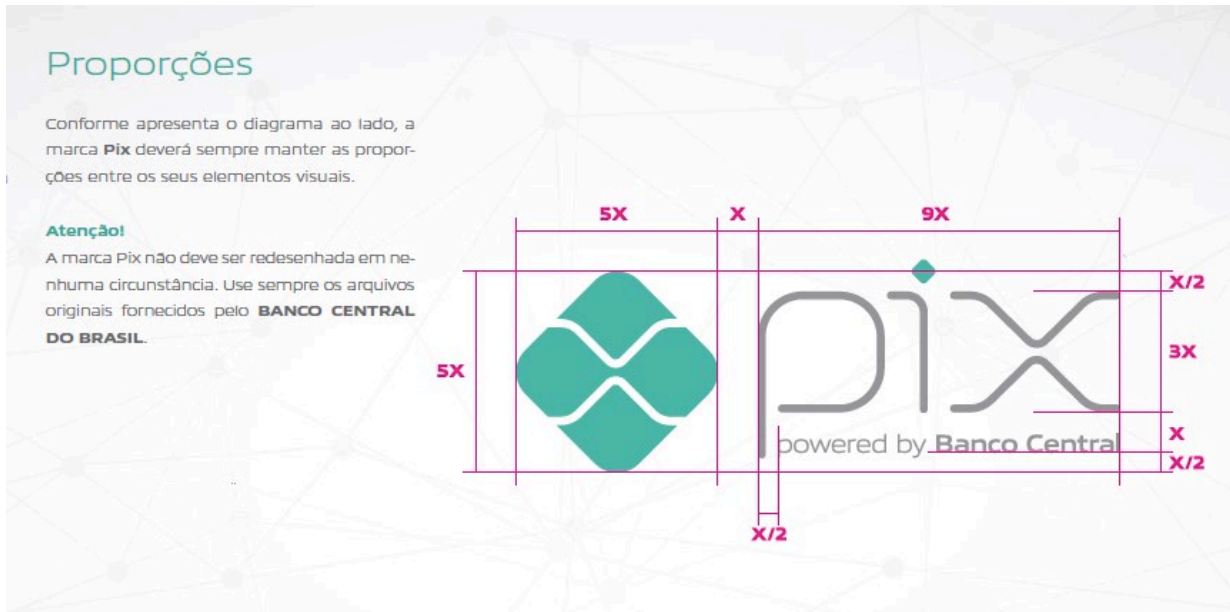 Proporções
Conforme apresenta o diagrama ao lado, a
marca Pix deverá sempre manter as propor-
ções entre os seus elementos visuais.
Atenção!
A marca Pix não deve ser redesenhada em ne-
nhuma circunstância. Use sempre os arquivos
originais fornecidos pelo BANCO CENTRAL
DO BRASIL.
5X X 9X
X/2
pix
3X
5X
powered by Banco Central
X
X/2
X/2